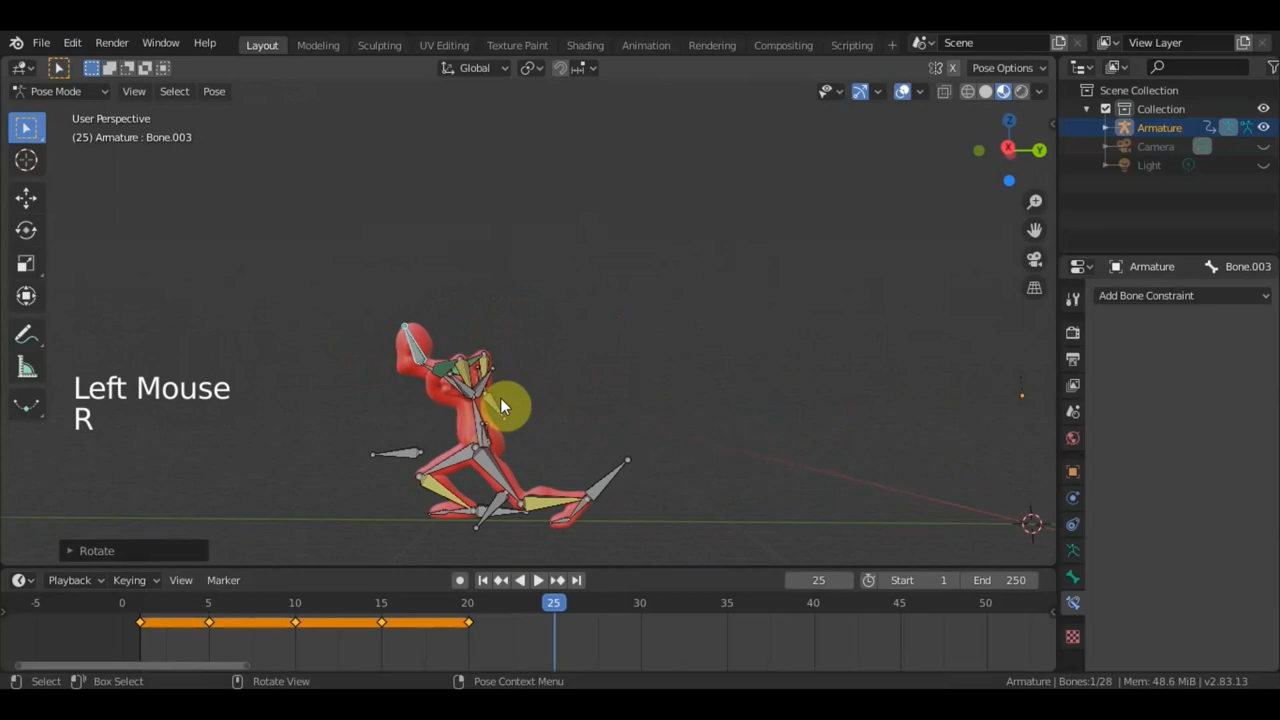 File Edit Render Window Help Layout Modeling Sculpting UV Editing Texture Paint Shading Animation Rendering Compositing Scripting + Scene View Layer
Global X Pose Options
Pose Mode View Select Pose
Scene Collection
Collection
Armature
Camera
Light
User Perspective
(25) Armature : Bone.003
Z
X
Y
Armature Bone.003
Add Bone Constraint
Left Mouse
R
Rotate
Playback Keying View Marker 25 Start 1 End 250
-5 0 5 10 15 20 25 30 35 40 45 50
Select Box Select Rotate View Pose Context Menu Armature | Bones:1/28 | Mem: 48.6 MiB | v2.83.13